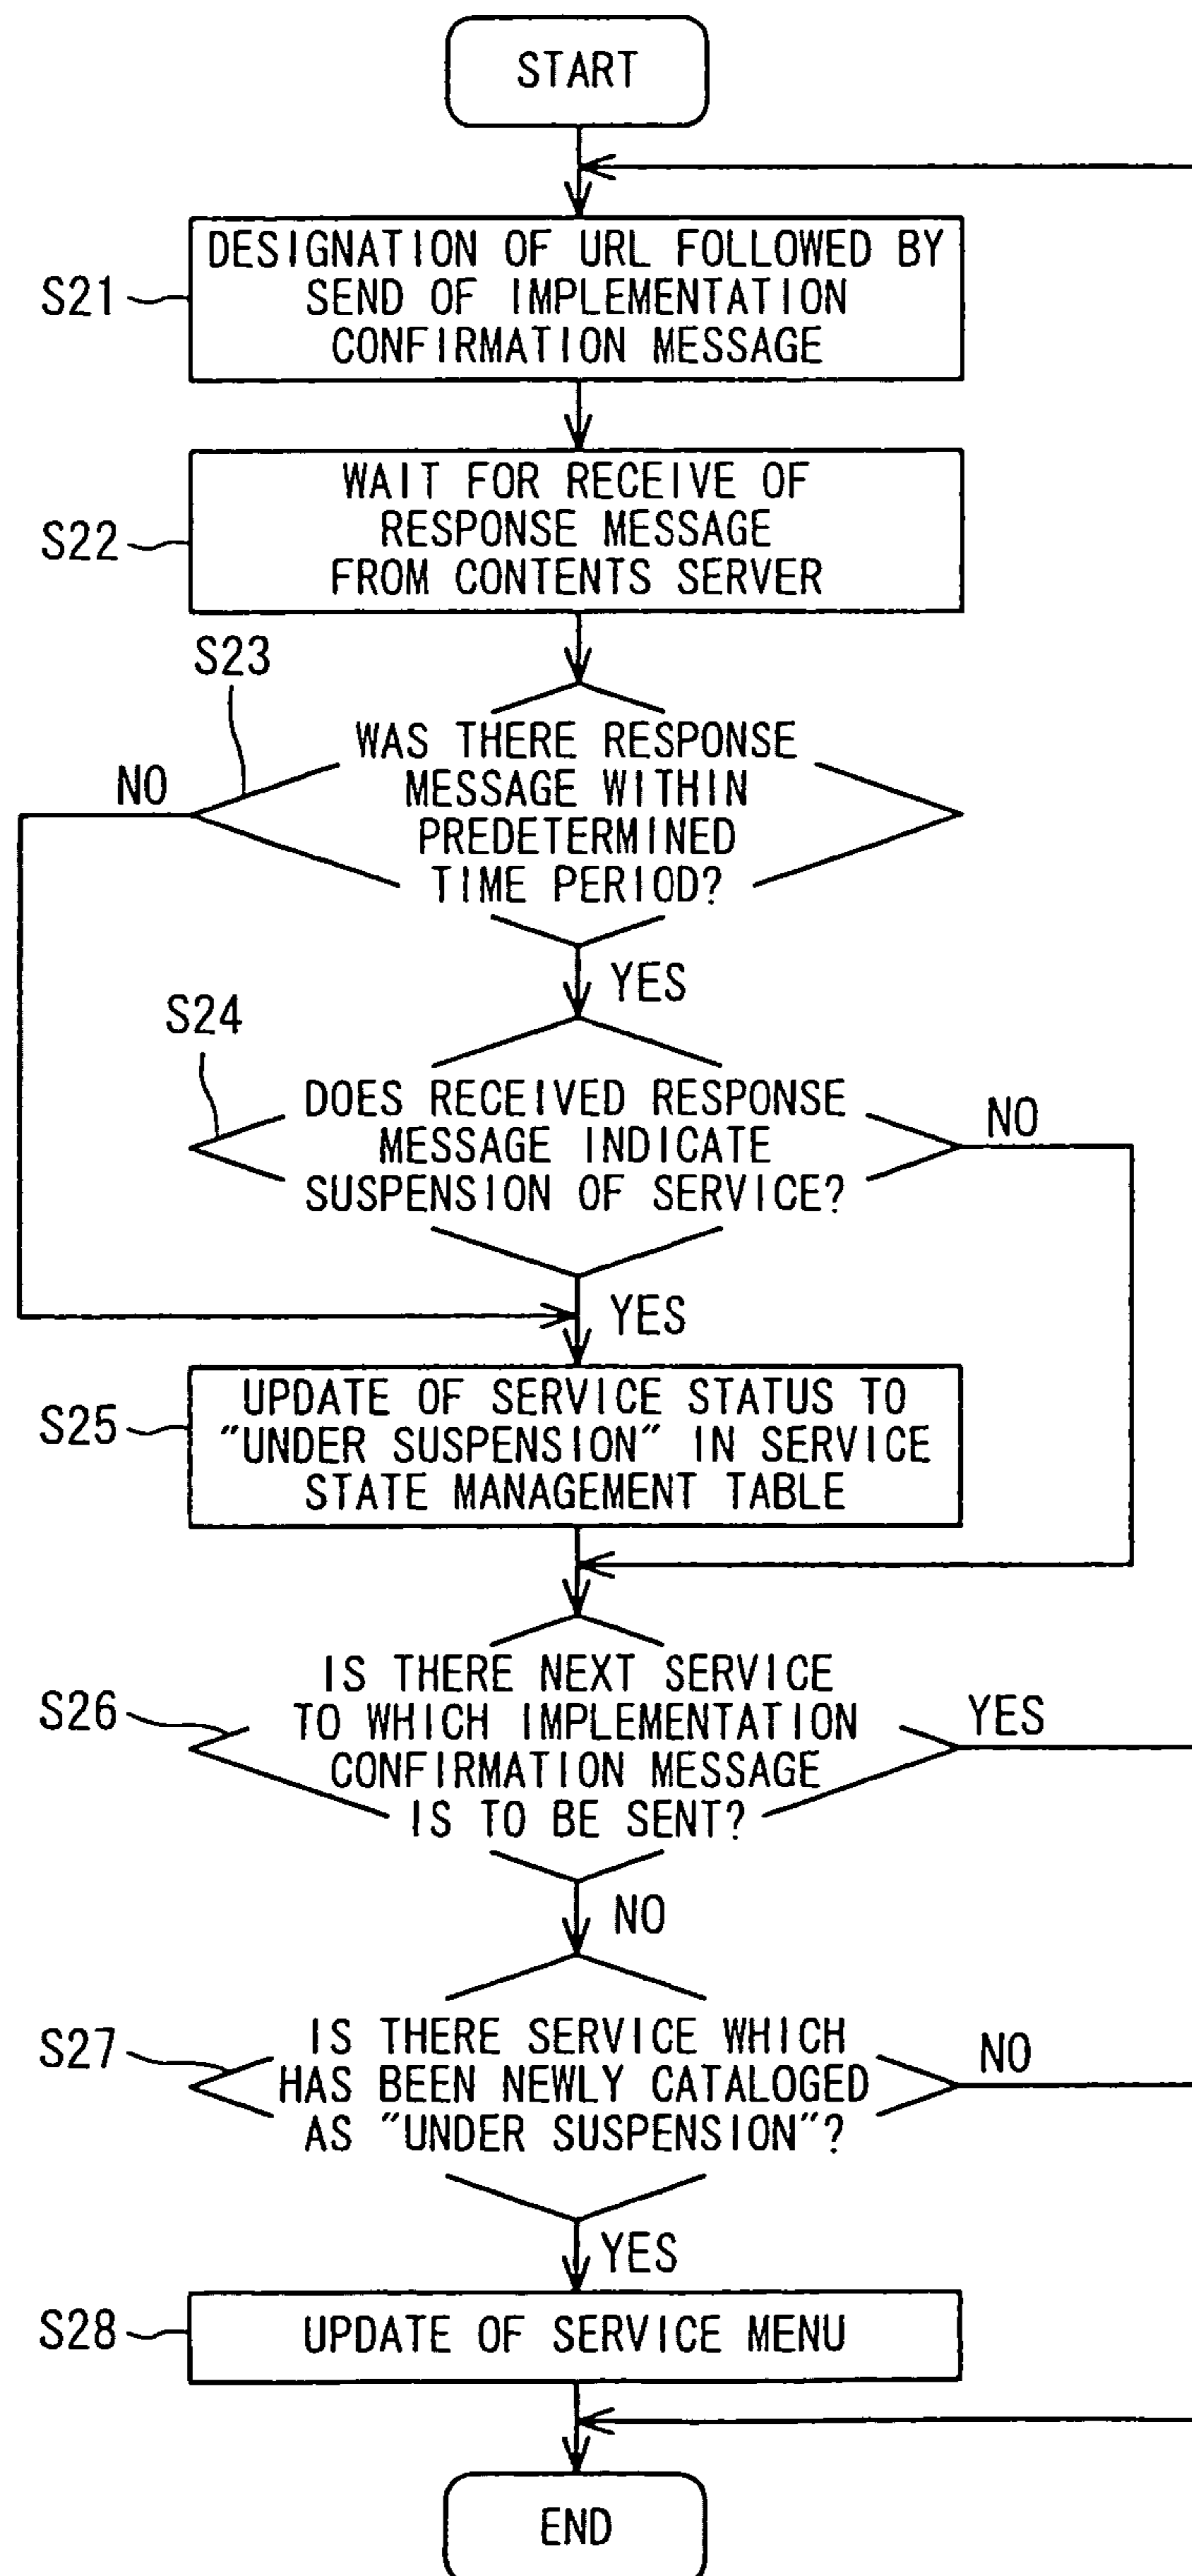 START
DESIGNATION OF URL FOLLOWED BY
SEND OF IMPLEMENTATION
CONFIRMATION MESSAGE
S21
WAIT FOR RECEIVE OF
RESPONSE MESSAGE
FROM CONTENTS SERVER
S22
S23
WAS THERE RESPONSE
MESSAGE WITHIN
PREDETERMINED
TIME PERIOD?
NO
YES
S24
DOES RECEIVED RESPONSE
MESSAGE INDICATE
SUSPENSION OF SERVICE?
NO
YES
S25
UPDATE OF SERVICE STATUS TO
"UNDER SUSPENSION" IN SERVICE
STATE MANAGEMENT TABLE
S26
IS THERE NEXT SERVICE
TO WHICH IMPLEMENTATION
CONFIRMATION MESSAGE
IS TO BE SENT?
YES
NO
S27
IS THERE SERVICE WHICH
HAS BEEN NEWLY CATALOGED
AS "UNDER SUSPENSION"?
NO
YES
S28
UPDATE OF SERVICE MENU
END